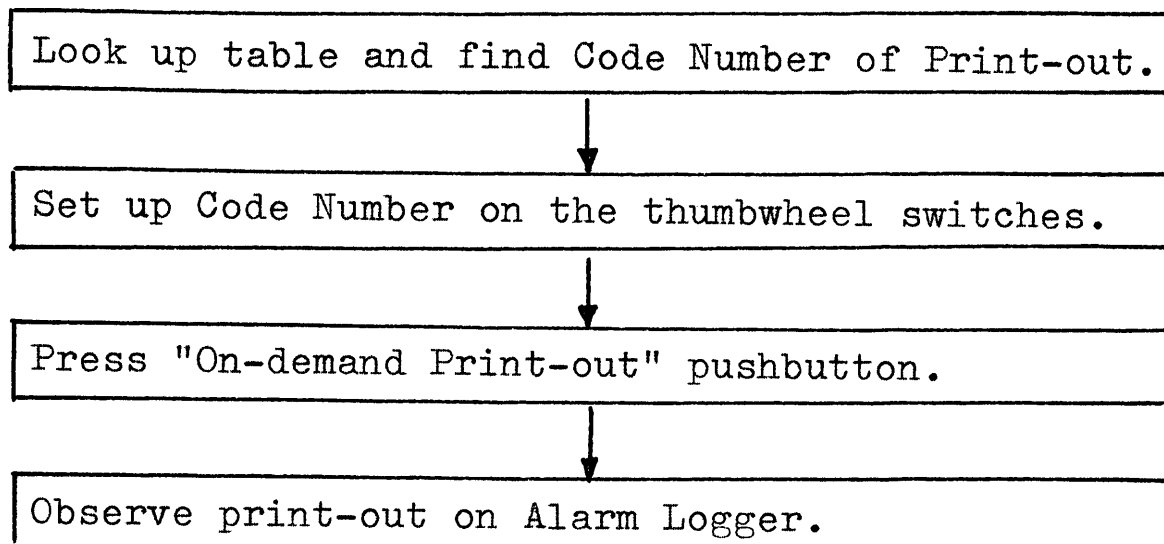 Look up table and find Code Number of Print-out.
Set up Code Number on the thumbwheel switches.
Press "On-demand Print-out" pushbutton.
Observe print-out on Alarm Logger.